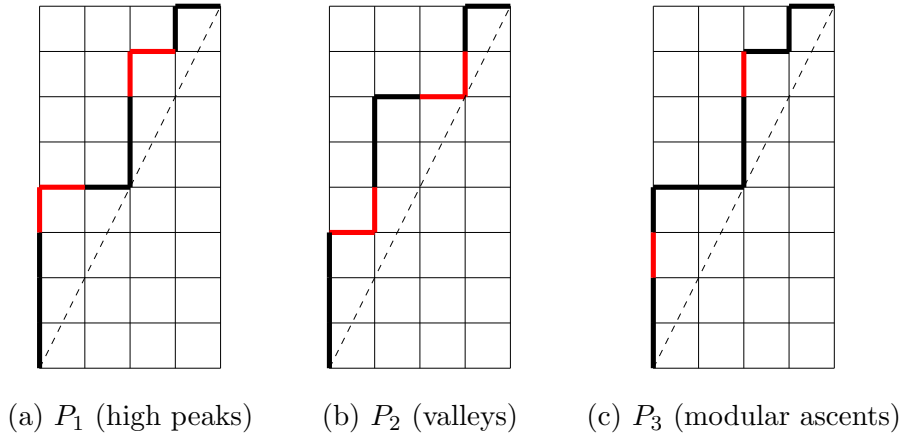 (a) P₁ (high peaks)
(b) P₂ (valleys)
(c) P₃ (modular ascents)